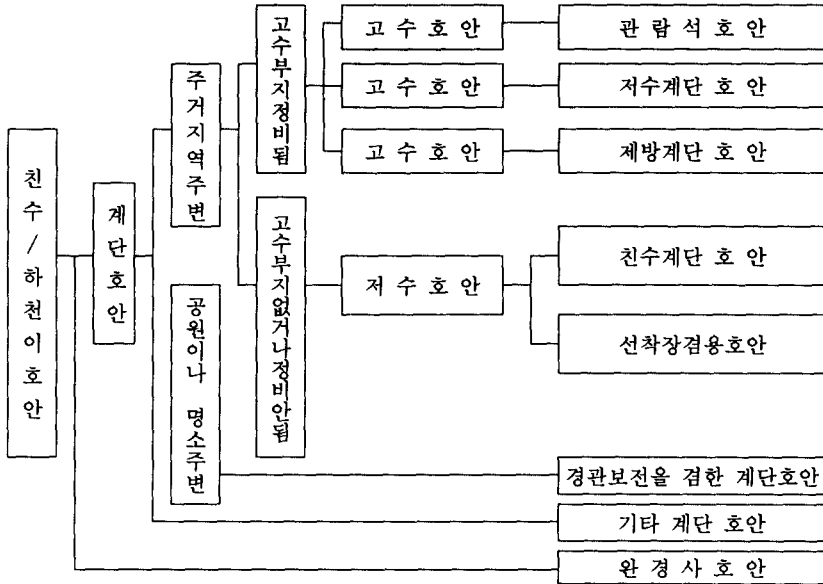 친수/하천이호안
계단호안
주거지역주변
공원이나 명소주변
고수부지정비됨
고수부지없거나정비안됨
고 수 호 안
관 람 석 호 안
고 수 호 안
저수계단 호 안
고 수 호 안
제방계단 호 안
저 수 호 안
친수계단 호 안
선착장겸용호안
경관보전을 겸한 계단호안
기타 계단 호안
완 경 사 호 안